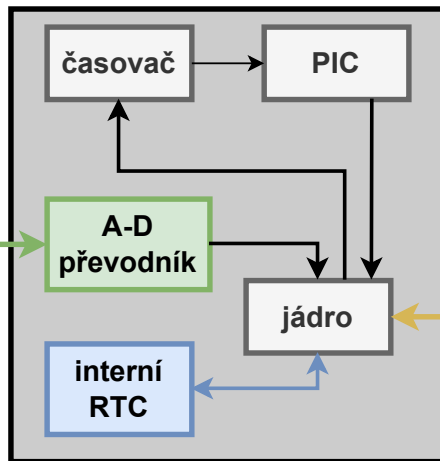 časovač
PIC
A-D
převodník
jádro
interní
RTC